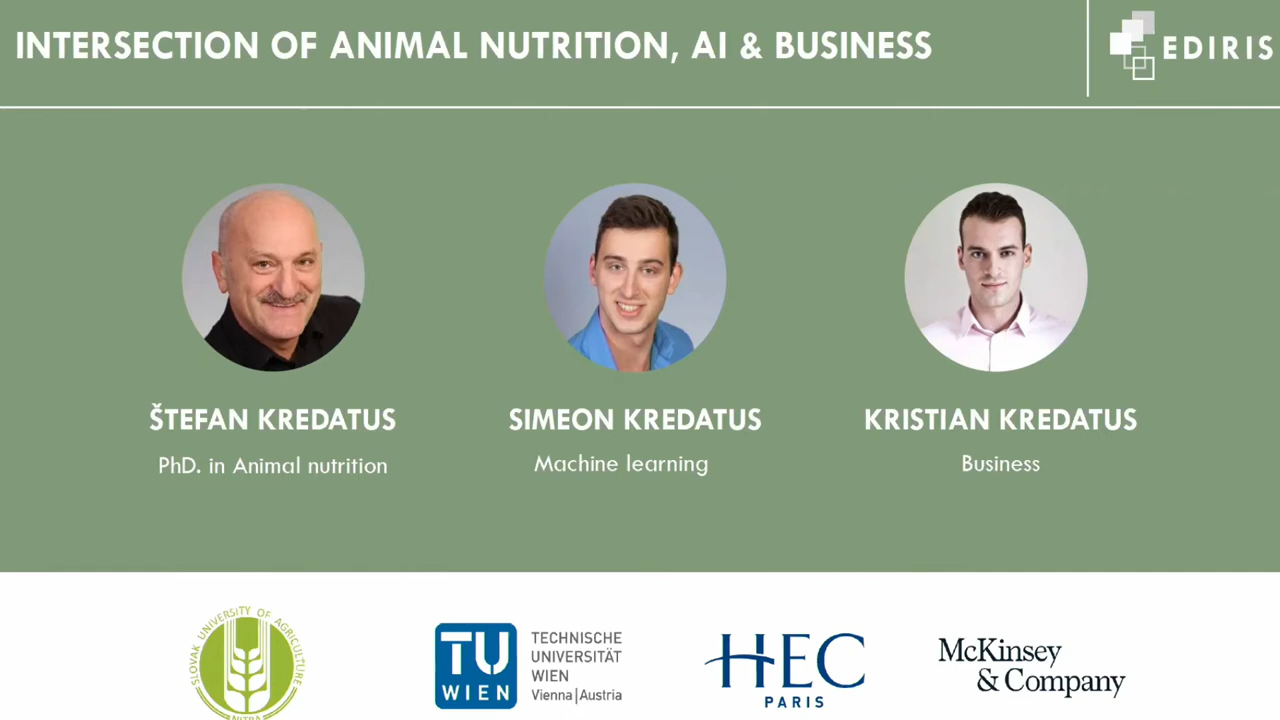 INTERSECTION OF ANIMAL NUTRITION, AI & BUSINESS
EDIRIS
ŠTEFAN KREDATUS
PhD. in Animal nutrition
SIMEON KREDATUS
Machine learning
KRISTIAN KREDATUS
Business
SLOVAK UNIVERSITY OF AGRICULTURE
NITRA
TU
WIEN
TECHNISCHE
UNIVERSITÄT
WIEN
Vienna|Austria
HEC
PARIS
McKinsey
& Company